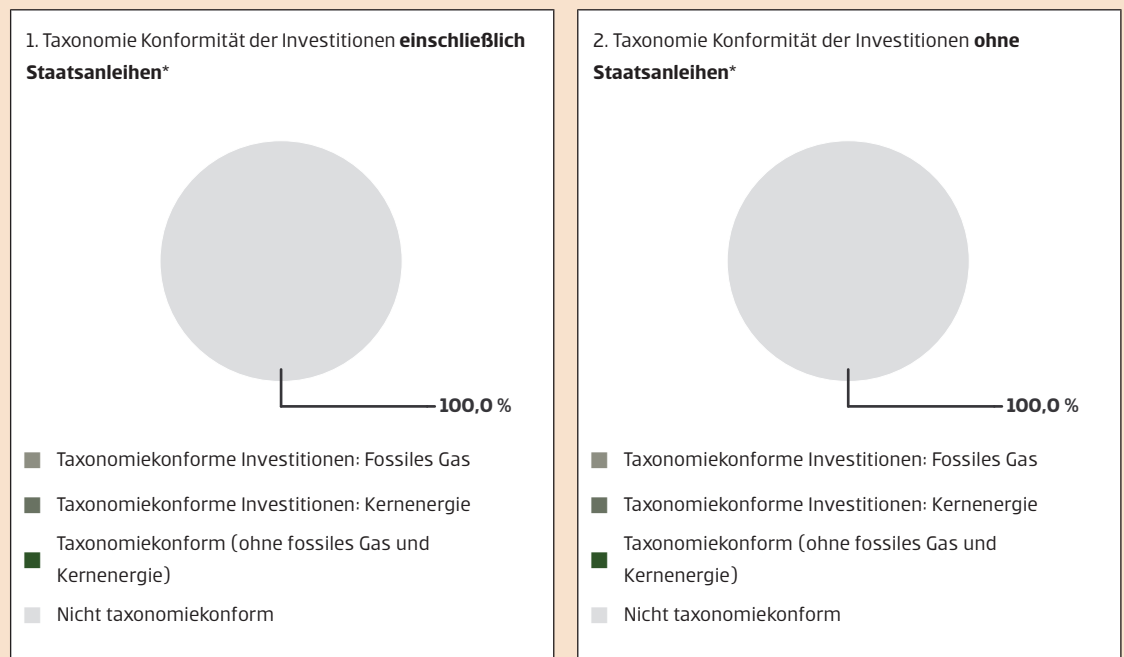 1. Taxonomie Konformität der Investitionen einschließlich
Staatsanleihen*
100,0 %
Taxonomiekonforme Investitionen: Fossiles Gas
Taxonomiekonforme Investitionen: Kernenergie
Taxonomiekonform (ohne fossiles Gas und
Kernenergie)
Nicht taxonomiekonform
2. Taxonomie Konformität der Investitionen ohne
Staatsanleihen*
100,0 %
Taxonomiekonforme Investitionen: Fossiles Gas
Taxonomiekonforme Investitionen: Kernenergie
Taxonomiekonform (ohne fossiles Gas und
Kernenergie)
Nicht taxonomiekonform